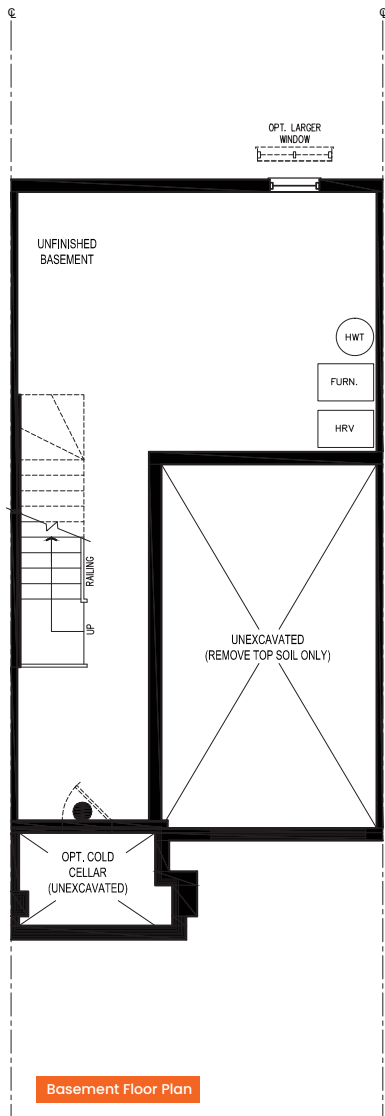 ℄ ℄
OPT. LARGER
WINDOW
UNFINISHED
BASEMENT
HWT
FURN.
HRV
RAILING
UP
UNEXCAVATED
(REMOVE TOP SOIL ONLY)
OPT. COLD
CELLAR
(UNEXCAVATED)
Basement Floor Plan